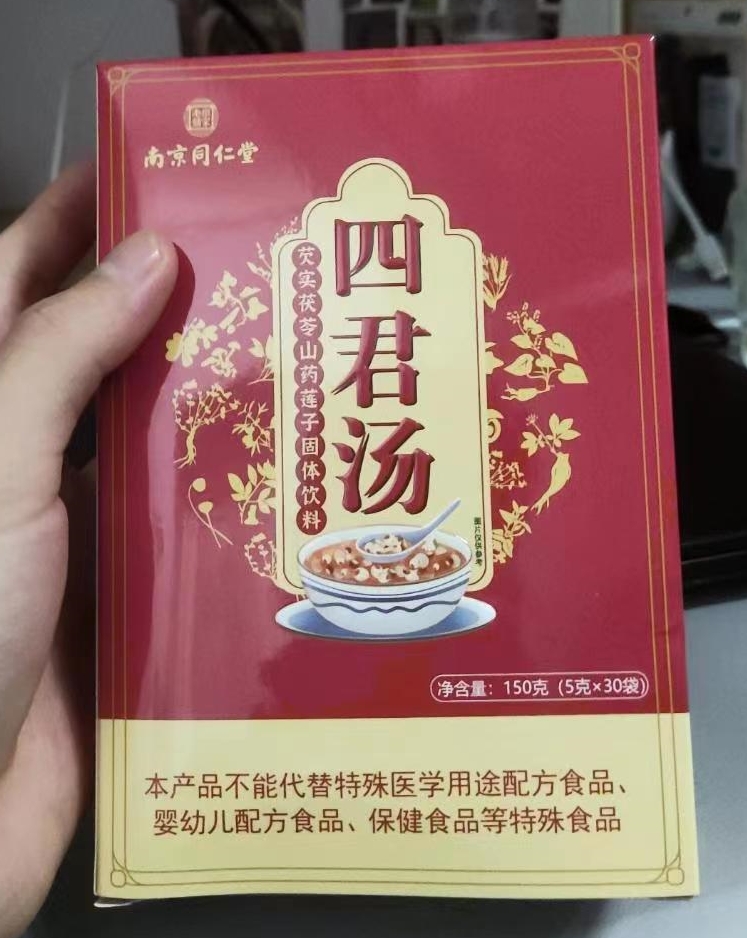 南京同仁堂
四君汤
芡实茯苓山药莲子固体饮料
图片仅供参考
净含量：150克（5克×30袋）
本产品不能代替特殊医学用途配方食品、
婴幼儿配方食品、保健食品等特殊食品